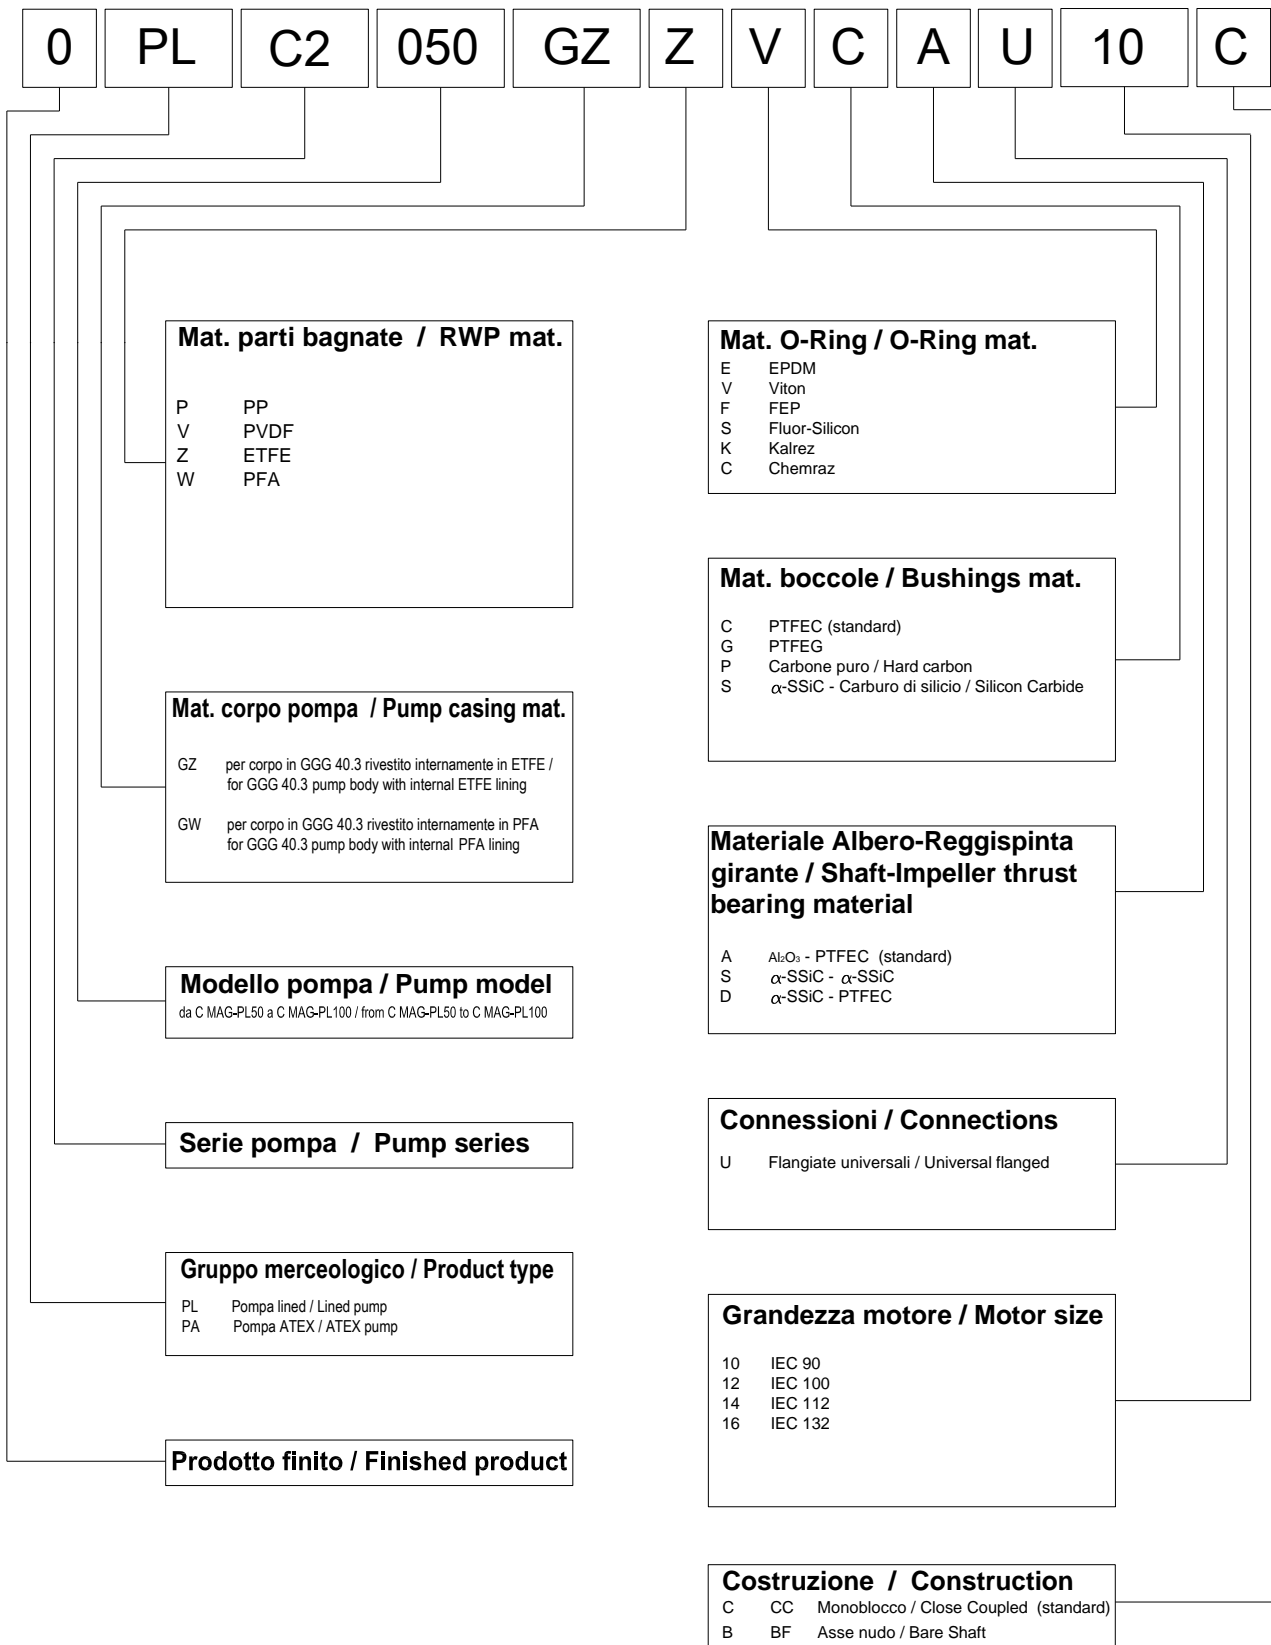 0 PL C2 050 GZ Z V C A U 10 C
Mat. parti bagnate / RWP mat.
P PP
V PVDF
Z ETFE
W PFA
Mat. corpo pompa / Pump casing mat.
GZ per corpo in GGG 40.3 rivestito internamente in ETFE /
for GGG 40.3 pump body with internal ETFE lining
GW per corpo in GGG 40.3 rivestito internamente in PFA
for GGG 40.3 pump body with internal PFA lining
Modello pompa / Pump model
da C MAG-PL50 a C MAG-PL100 / from C MAG-PL50 to C MAG-PL100
Serie pompa / Pump series
Gruppo merceologico / Product type
PL Pompa lined / Lined pump
PA Pompa ATEX / ATEX pump
Prodotto finito / Finished product
Mat. O-Ring / O-Ring mat.
E EPDM
V Viton
F FEP
S Fluor-Silicon
K Kalrez
C Chemraz
Mat. boccole / Bushings mat.
C PTFEC (standard)
G PTFEG
P Carbone puro / Hard carbon
S α-SSiC - Carburo di silicio / Silicon Carbide
Materiale Albero-Reggispinta
girante / Shaft-Impeller thrust
bearing material
A Al₂O₃ - PTFEC (standard)
S α-SSiC - α-SSiC
D α-SSiC - PTFEC
Connessioni / Connections
U Flangiate universali / Universal flanged
Grandezza motore / Motor size
10 IEC 90
12 IEC 100
14 IEC 112
16 IEC 132
Costruzione / Construction
C CC Monoblocco / Close Coupled (standard)
B BF Asse nudo / Bare Shaft